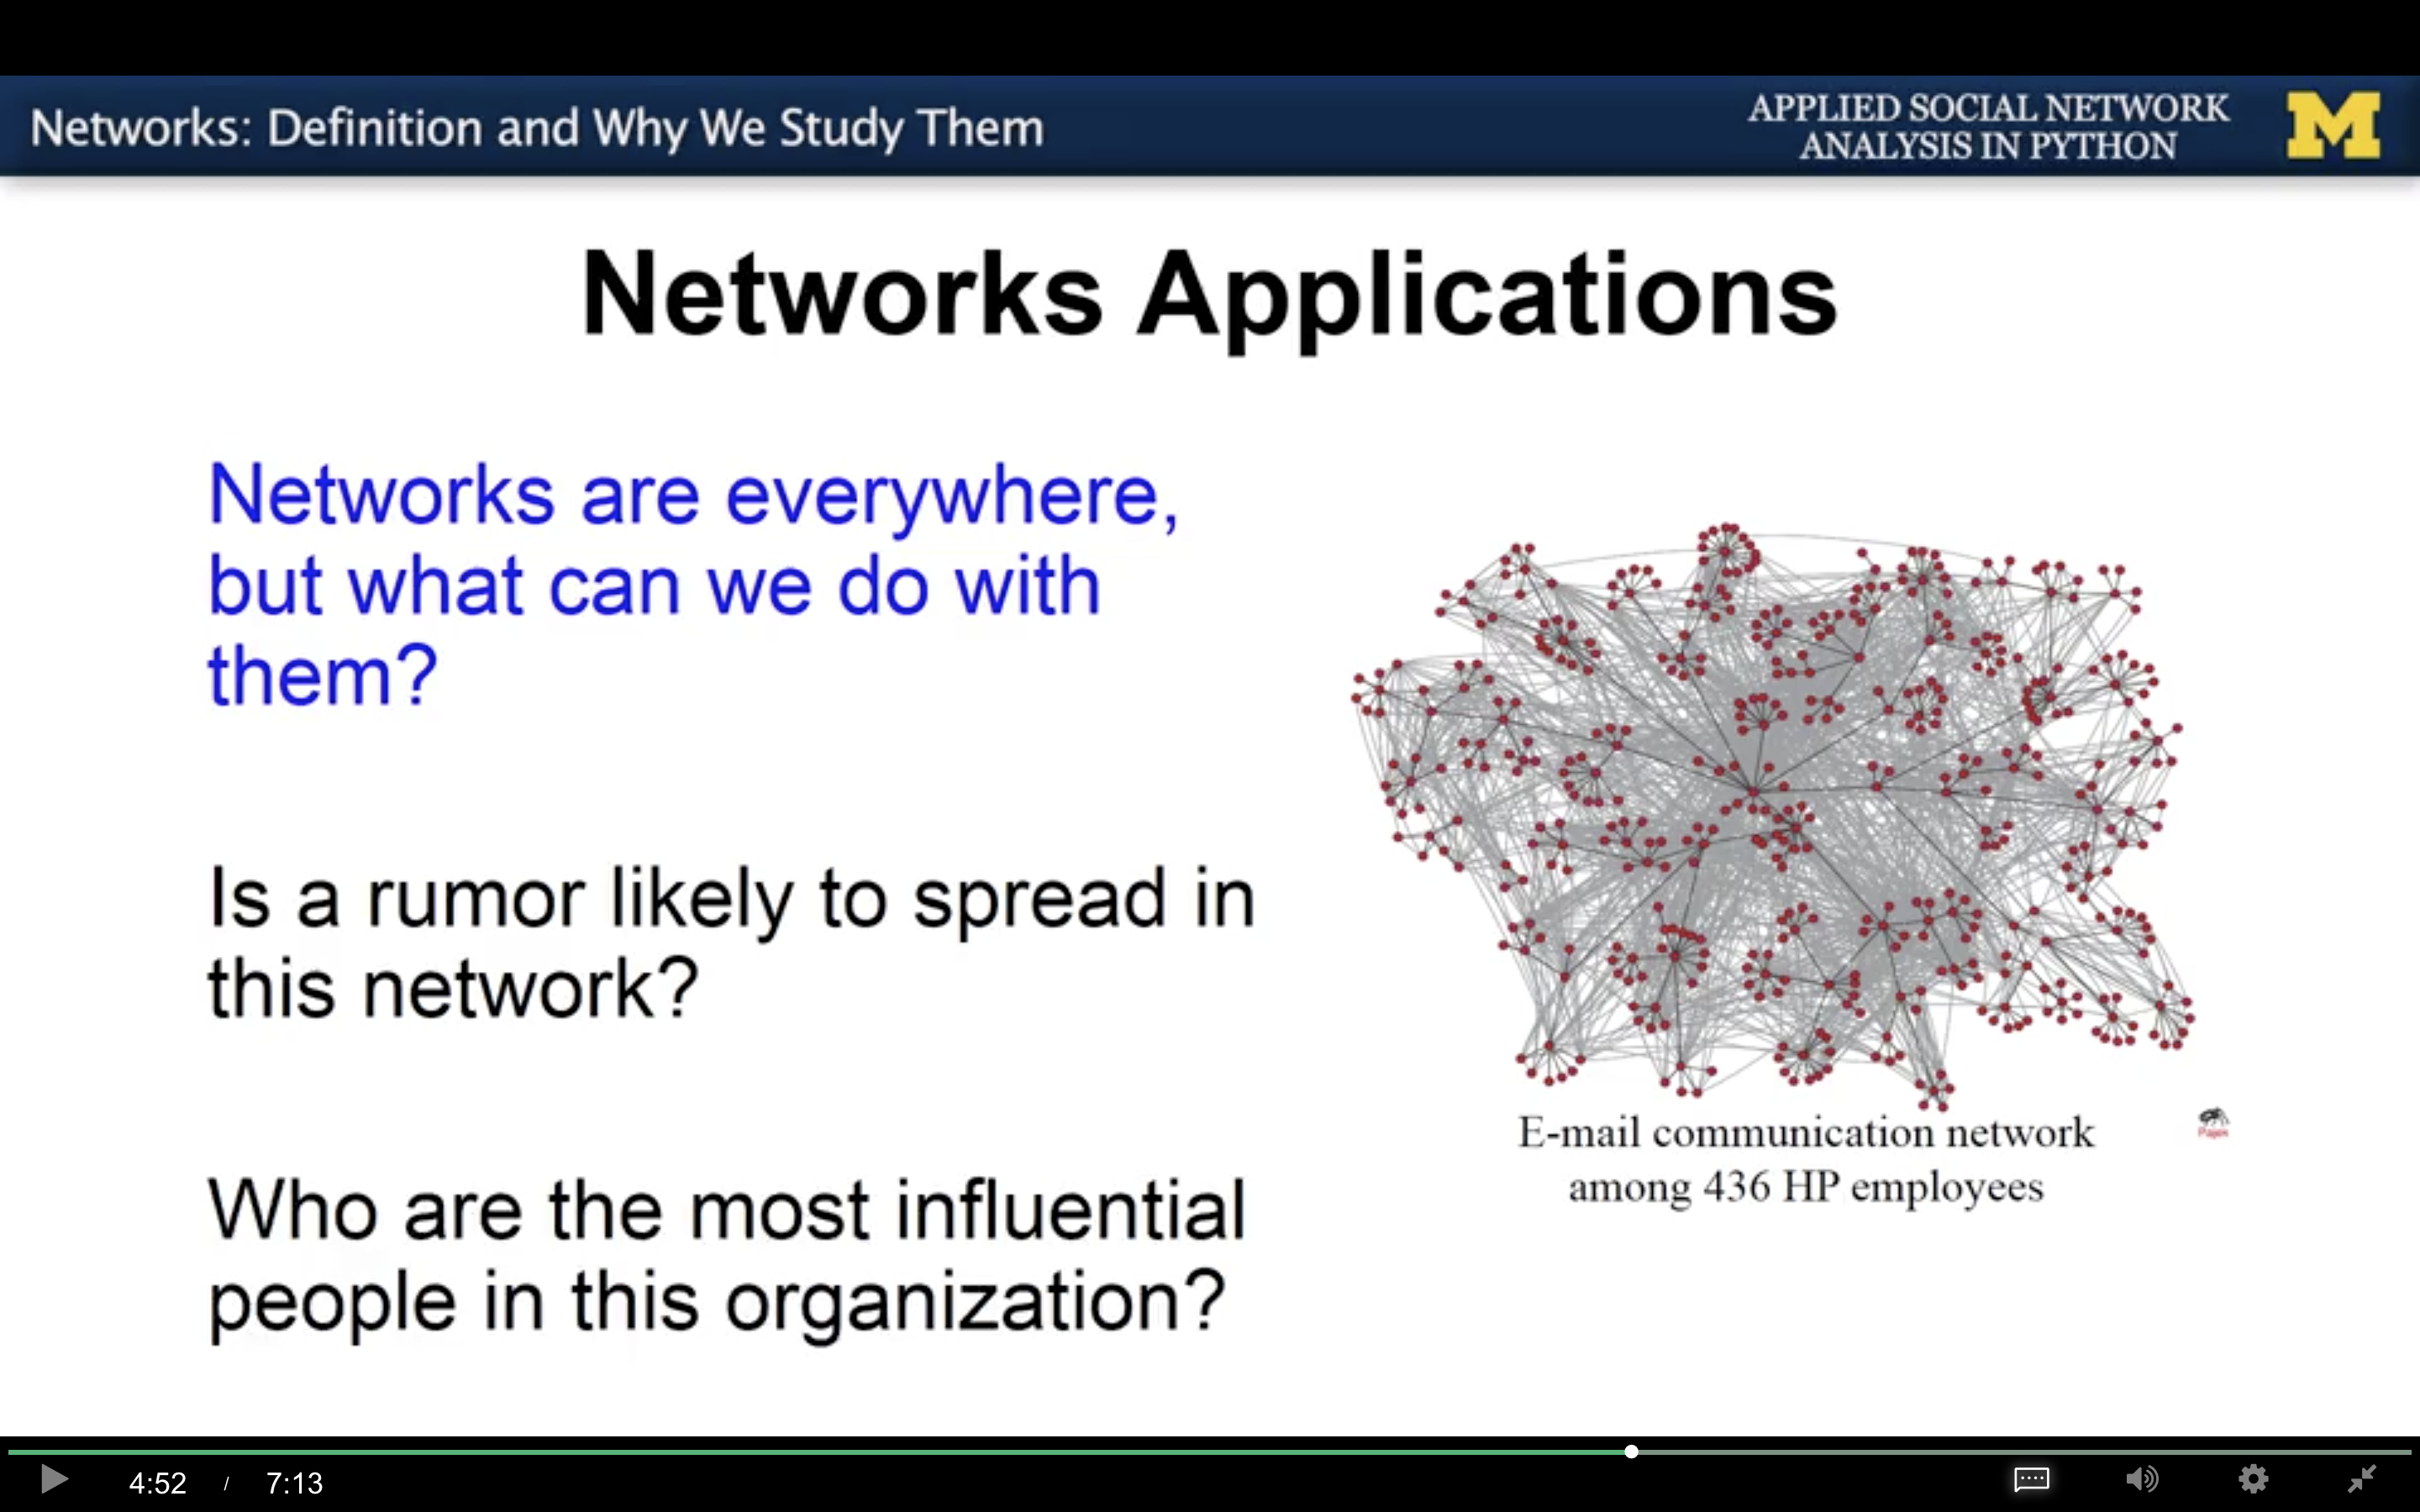 Networks: Definition and Why We Study Them
APPLIED SOCIAL NETWORK
ANALYSIS IN PYTHON
M
Networks Applications
Networks are everywhere,
but what can we do with
them?
Is a rumor likely to spread in
this network?
Who are the most influential
people in this organization?
E-mail communication network
among 436 HP employees
Pajek
4:52 / 7:13